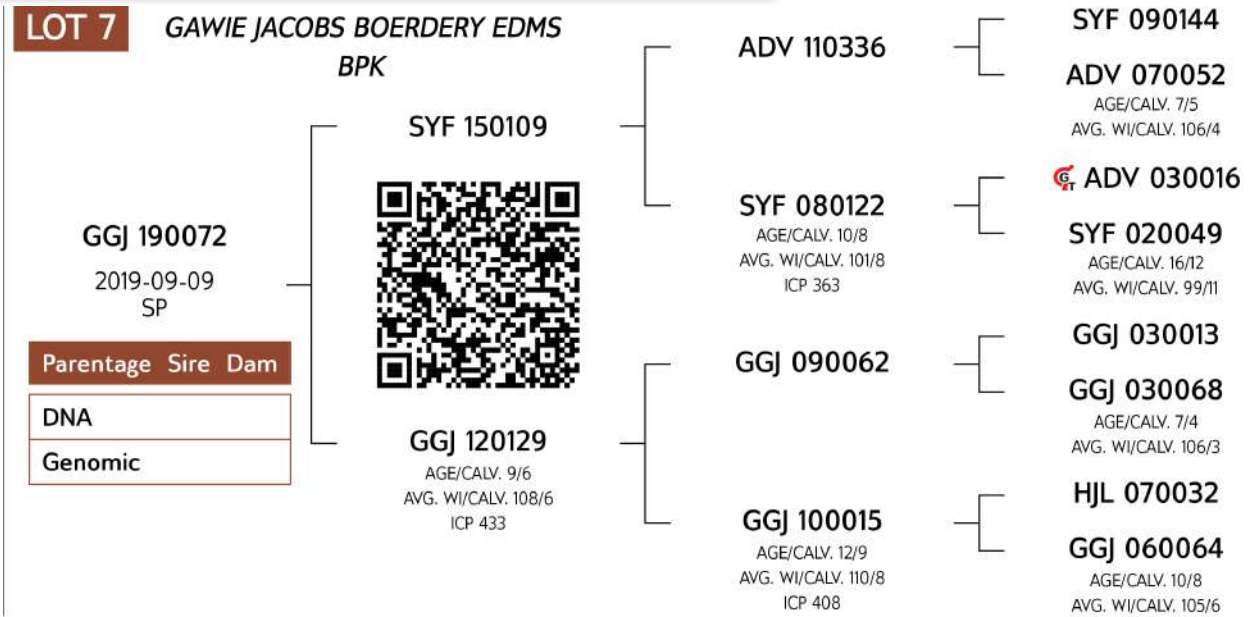 LOT 7
GAWIE JACOBS BOERDERY EDMS
BPK
GGJ 190072
2019-09-09
SP
Parentage Sire Dam
DNA
Genomic
SYF 150109
GGJ 120129
AGE/CALV. 9/6
AVG. WI/CALV. 108/6
ICP 433
ADV 110336
SYF 080122
AGE/CALV. 10/8
AVG. WI/CALV. 101/8
ICP 363
GGJ 090062
GGJ 100015
AGE/CALV. 12/9
AVG. WI/CALV. 110/8
ICP 408
SYF 090144
ADV 070052
AGE/CALV. 7/5
AVG. WI/CALV. 106/4
GT ADV 030016
SYF 020049
AGE/CALV. 16/12
AVG. WI/CALV. 99/11
GGJ 030013
GGJ 030068
AGE/CALV. 7/4
AVG. WI/CALV. 106/3
HJL 070032
GGJ 060064
AGE/CALV. 10/8
AVG. WI/CALV. 105/6